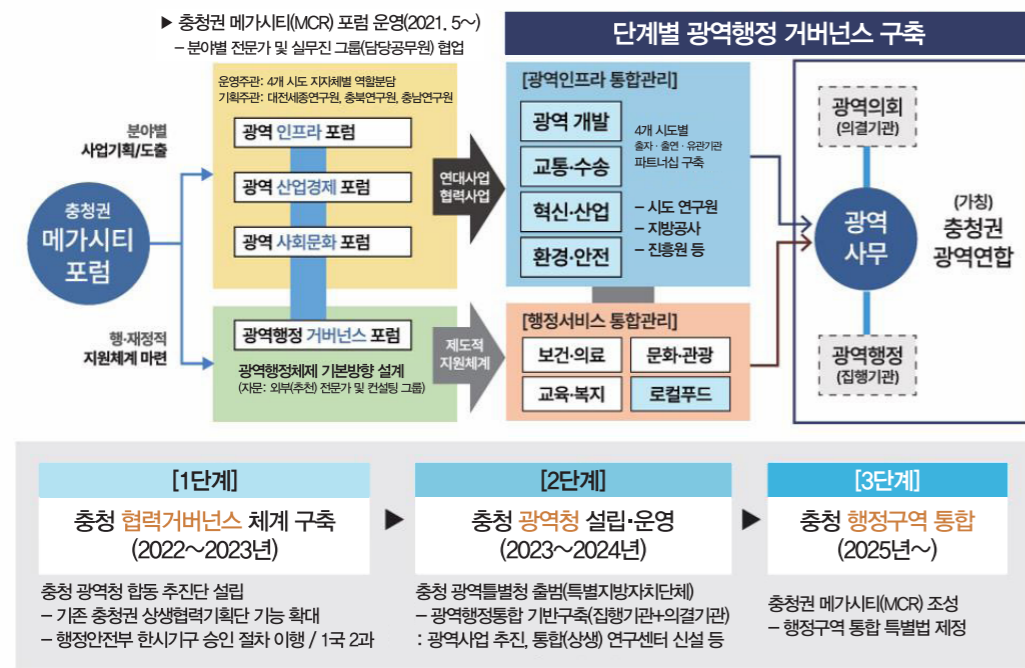 ▶ 충청권 메가시티(MCR) 포럼 운영(2021. 5～)
– 분야별 전문가 및 실무진 그룹(담당공무원) 협업
단계별 광역행정 거버넌스 구축
운영주관: 4개 시도 지자체별 역할분담
기획주관: 대전세종연구원, 충북연구원, 충남연구원
분야별
사업기획/도출
충청권
메가시티
포럼
행·재정적
지원체계 마련
광역 인프라 포럼
광역 산업경제 포럼
광역 사회문화 포럼
광역행정 거버넌스 포럼
광역행정체제 기본방향 설계
(자문: 외부(추천) 전문가 및 컨설팅 그룹)
연대사업
협력사업
제도적
지원체계
[광역인프라 통합관리]
광역 개발
교통·수송
혁신·산업
환경·안전
4개 시도별
출자 · 출연 · 유관기관
파트너십 구축
– 시도 연구원
– 지방공사
– 진흥원 등
[행정서비스 통합관리]
보건·의료
문화·관광
교육·복지
로컬푸드
광역의회
(의결기관)
광역
사무
(가칭)
충청권
광역연합
광역행정
(집행기관)
[1단계]
충청 협력거버넌스 체계 구축
(2022～2023년)
충청 광역청 합동 추진단 설립
– 기존 충청권 상생협력기획단 기능 확대
– 행정안전부 한시기구 승인 절차 이행 / 1국 2과
▶
[2단계]
충청 광역청 설립·운영
(2023～2024년)
충청 광역특별청 출범(특별지방자치단체)
– 광역행정통합 기반구축(집행기관+의결기관)
: 광역사업 추진, 통합(상생) 연구센터 신설 등
▶
[3단계]
충청 행정구역 통합
(2025년～)
충청권 메가시티(MCR) 조성
– 행정구역 통합 특별법 제정